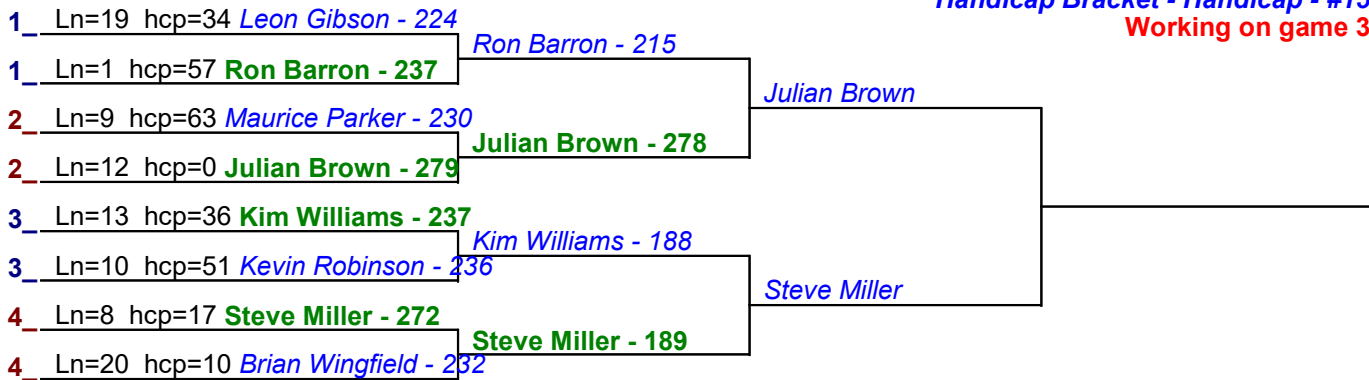 Handicap Bracket - Handicap - #15
Working on game 3
1_ Ln=19 hcp=34 Leon Gibson - 224
Ron Barron - 215
1_ Ln=1 hcp=57 Ron Barron - 237
Julian Brown
2_ Ln=9 hcp=63 Maurice Parker - 230
Julian Brown - 278
2_ Ln=12 hcp=0 Julian Brown - 279
3_ Ln=13 hcp=36 Kim Williams - 237
Kim Williams - 188
3_ Ln=10 hcp=51 Kevin Robinson - 236
Steve Miller
4_ Ln=8 hcp=17 Steve Miller - 272
Steve Miller - 189
4_ Ln=20 hcp=10 Brian Wingfield - 232